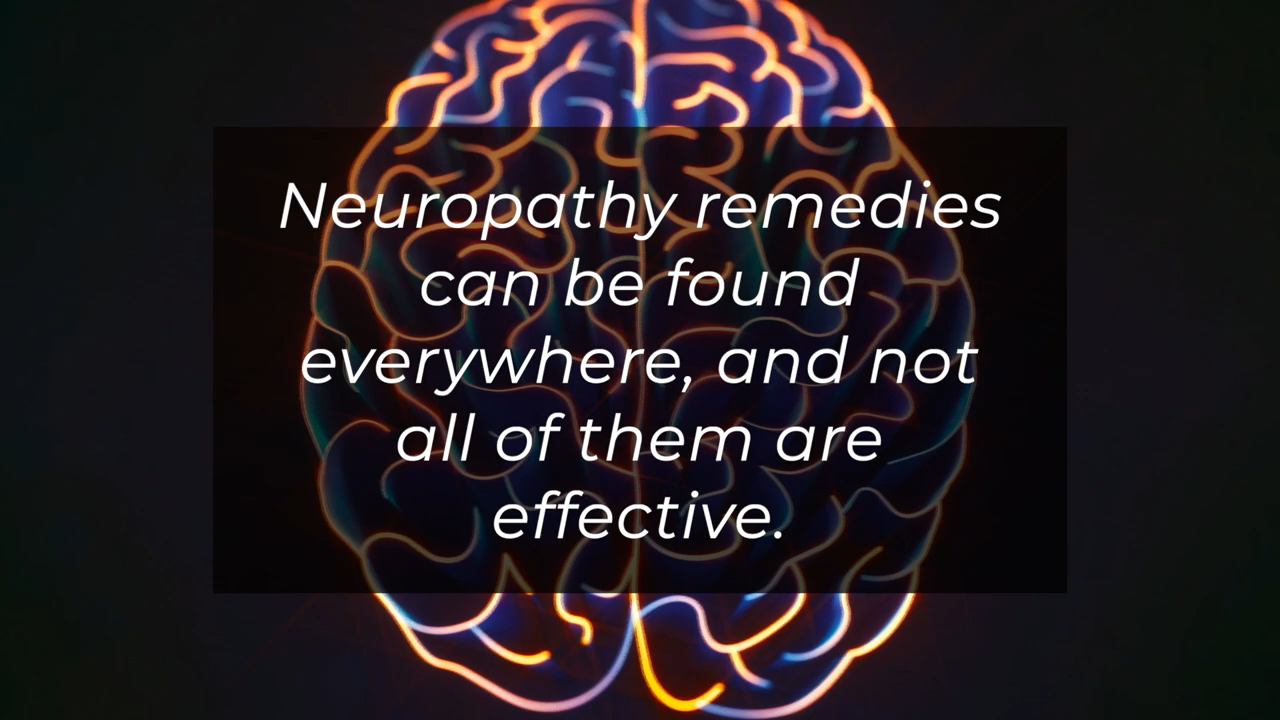 Neuropathy remedies
can be found
everywhere, and not
all of them are
effective.